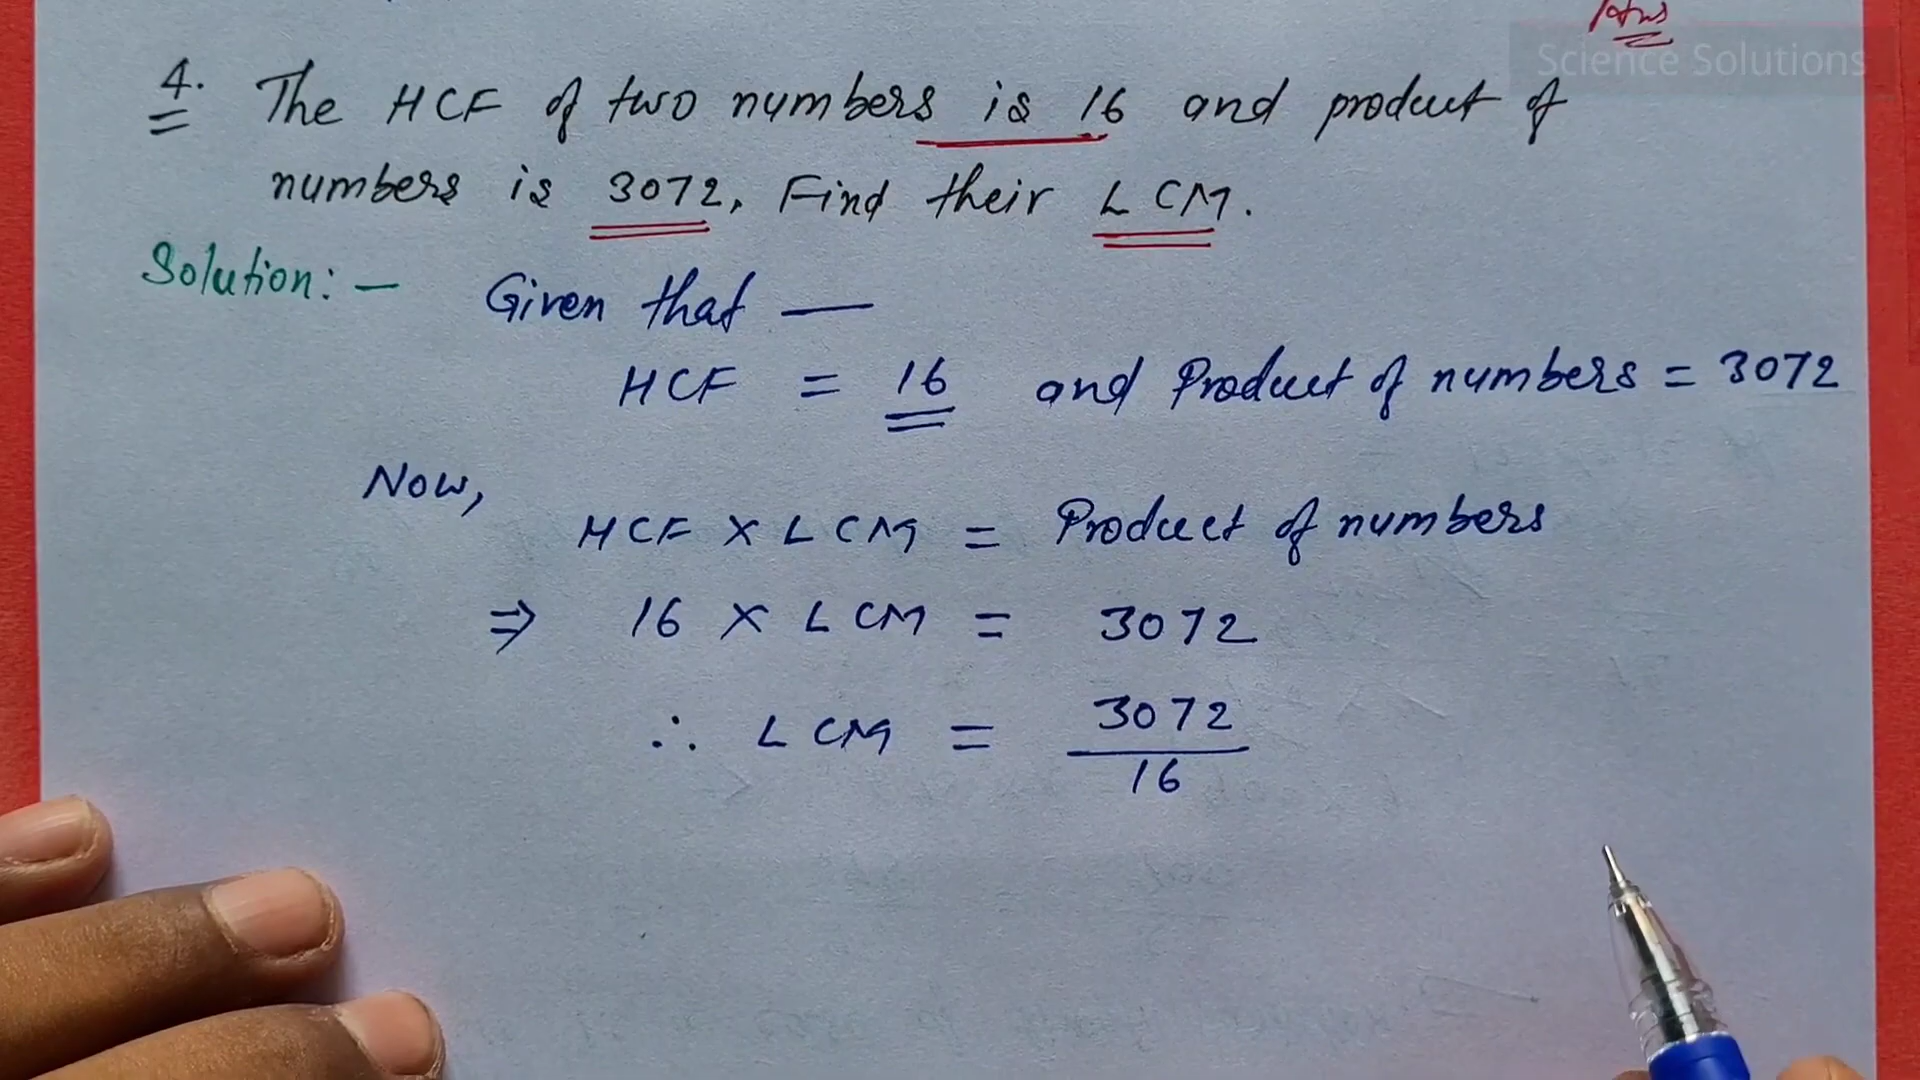 Ans
Science Solutions
4. The HCF of two numbers is 16 and product of
numbers is 3072. Find their LCM.
Solution:- Given that —
HCF = 16 and Product of numbers = 3072
Now,
HCF X LCM = Product of numbers
⇒ 16 X LCM = 3072
∴ LCM = 3072
16